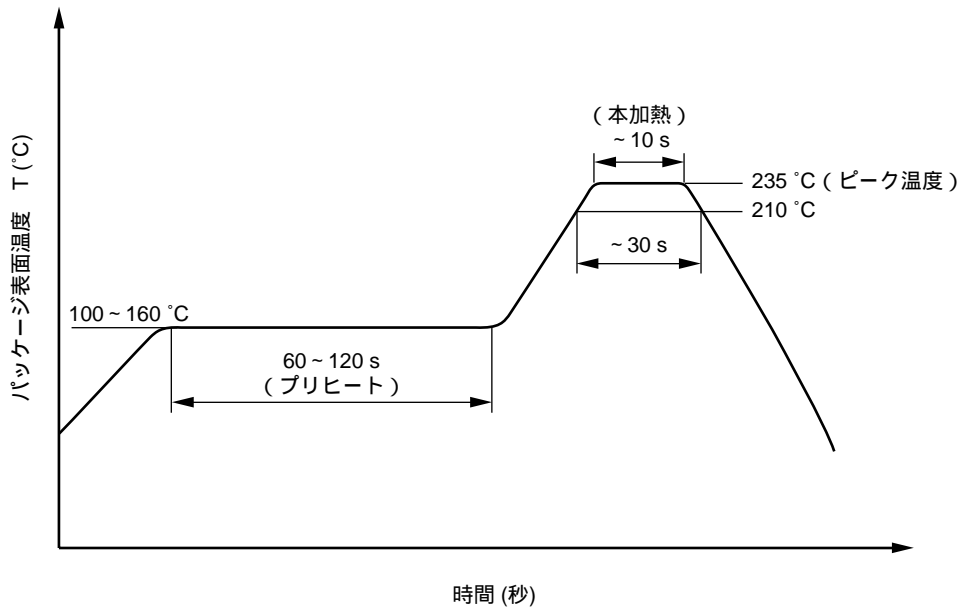 (本加熱)
~ 10 s
235 ˚C (ピーク温度)
210 ˚C
~ 30 s
100 ~ 160 ˚C
60 ~ 120 s
(プリヒート)
パッケージ表面温度 T (˚C)
時間 (秒)